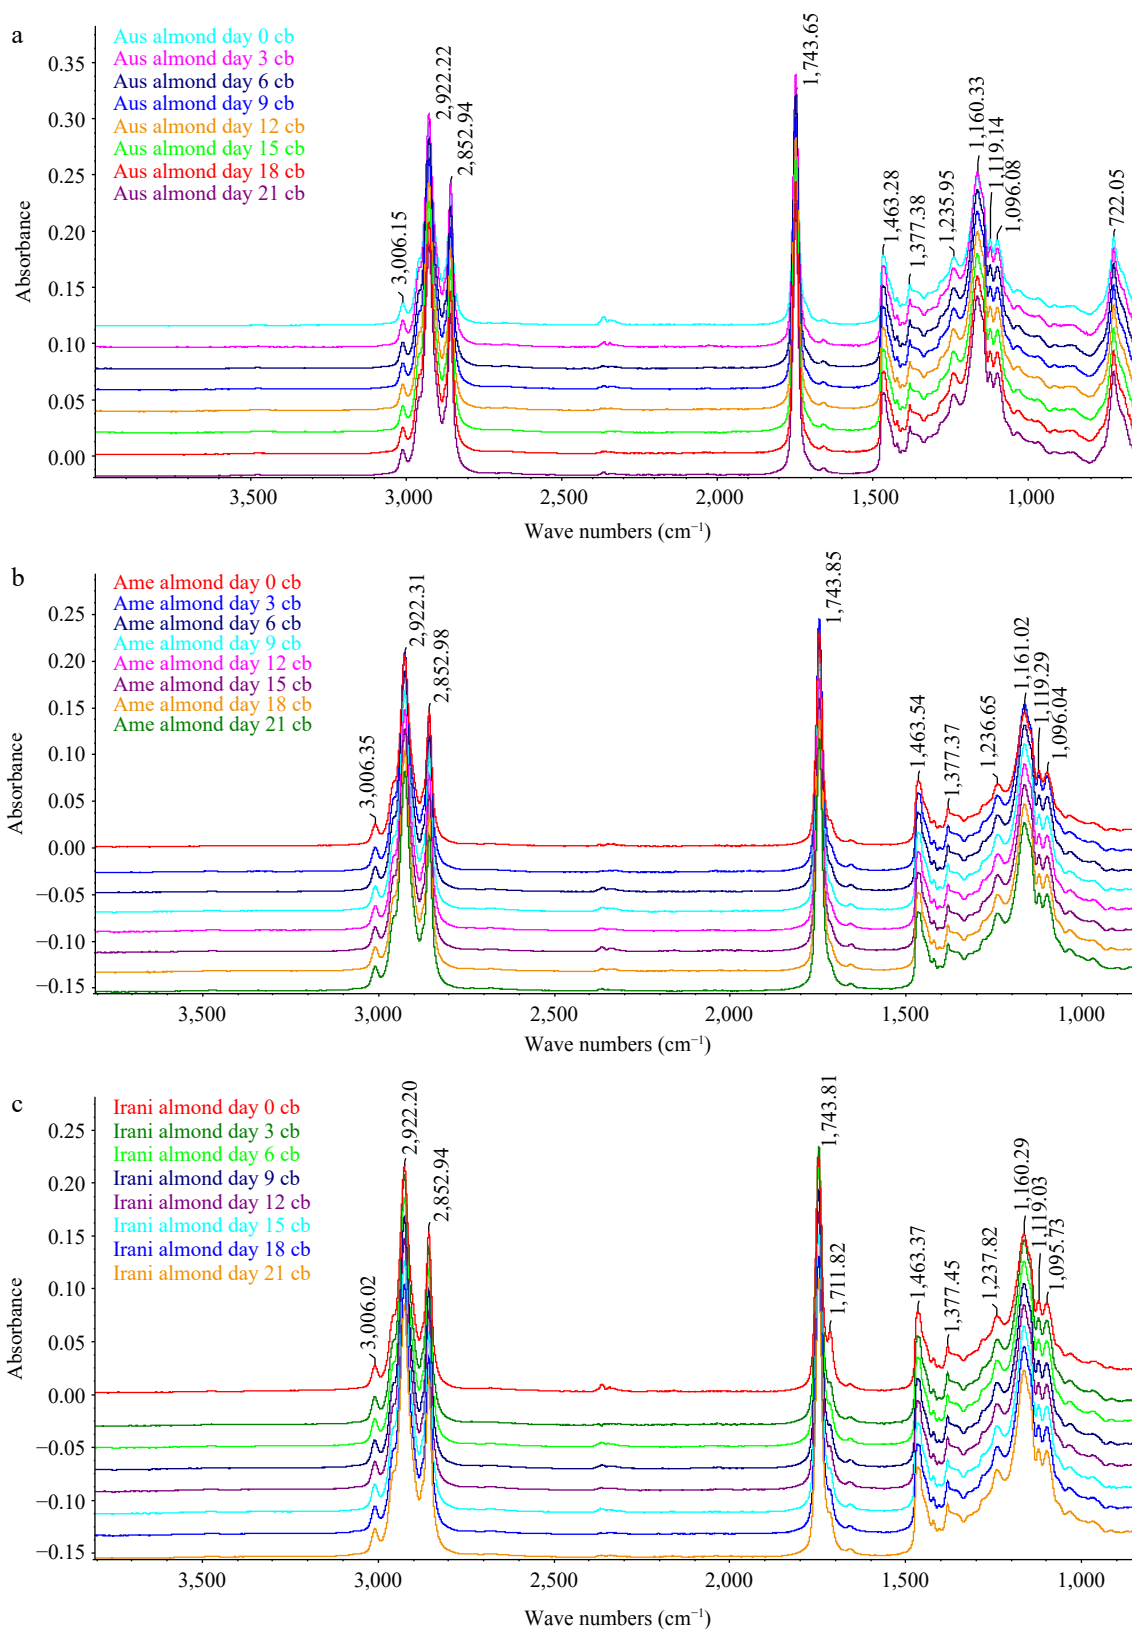 a
Aus almond day 0 cb
Aus almond day 3 cb
Aus almond day 6 cb
Aus almond day 9 cb
Aus almond day 12 cb
Aus almond day 15 cb
Aus almond day 18 cb
Aus almond day 21 cb
3,006.15
2,922.22
2,852.94
1,743.65
1,463.28
1,377.38
1,235.95
1,160.33
1,119.14
1,096.08
722.05
Absorbance
0.35
0.30
0.25
0.20
0.15
0.10
0.05
0.00
3,500
3,000
2,500
2,000
1,500
1,000
Wave numbers (cm⁻¹)
b
Ame almond day 0 cb
Ame almond day 3 cb
Ame almond day 6 cb
Ame almond day 9 cb
Ame almond day 12 cb
Ame almond day 15 cb
Ame almond day 18 cb
Ame almond day 21 cb
3,006.35
2,922.31
2,852.98
1,743.85
1,463.54
1,377.37
1,236.65
1,161.02
1,119.29
1,096.04
Absorbance
0.25
0.20
0.15
0.10
0.05
0.00
−0.05
−0.10
−0.15
3,500
3,000
2,500
2,000
1,500
1,000
Wave numbers (cm⁻¹)
c
Irani almond day 0 cb
Irani almond day 3 cb
Irani almond day 6 cb
Irani almond day 9 cb
Irani almond day 12 cb
Irani almond day 15 cb
Irani almond day 18 cb
Irani almond day 21 cb
3,006.02
2,922.20
2,852.94
1,743.81
1,711.82
1,463.37
1,377.45
1,237.82
1,160.29
1,119.03
1,095.73
Absorbance
0.25
0.20
0.15
0.10
0.05
0.00
−0.05
−0.10
−0.15
3,500
3,000
2,500
2,000
1,500
1,000
Wave numbers (cm⁻¹)